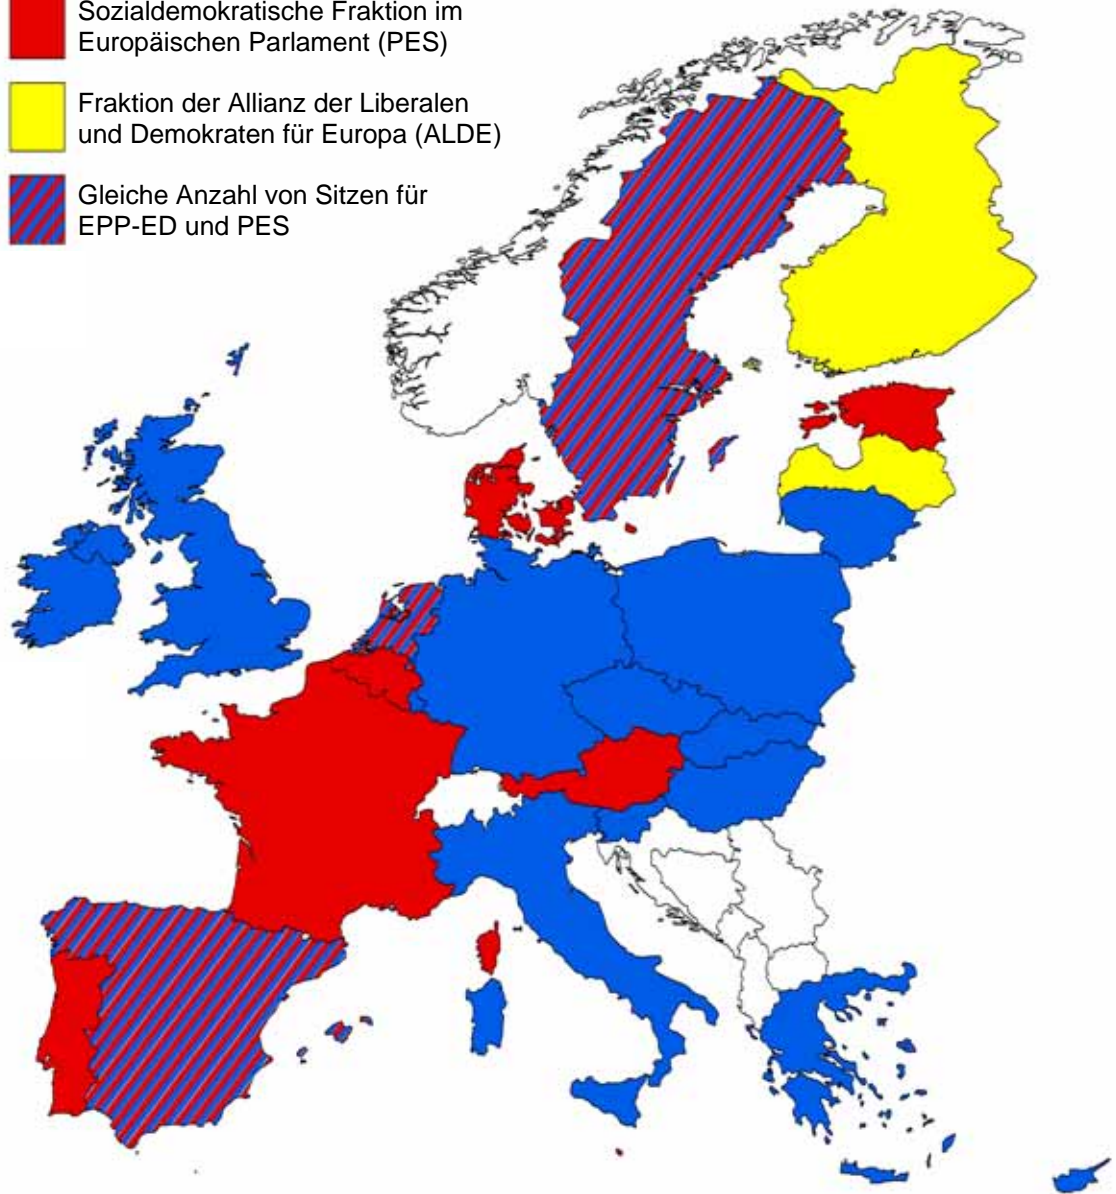 Sozialdemokratische Fraktion im
Europäischen Parlament (PES)
Fraktion der Allianz der Liberalen
und Demokraten für Europa (ALDE)
Gleiche Anzahl von Sitzen für
EPP-ED und PES